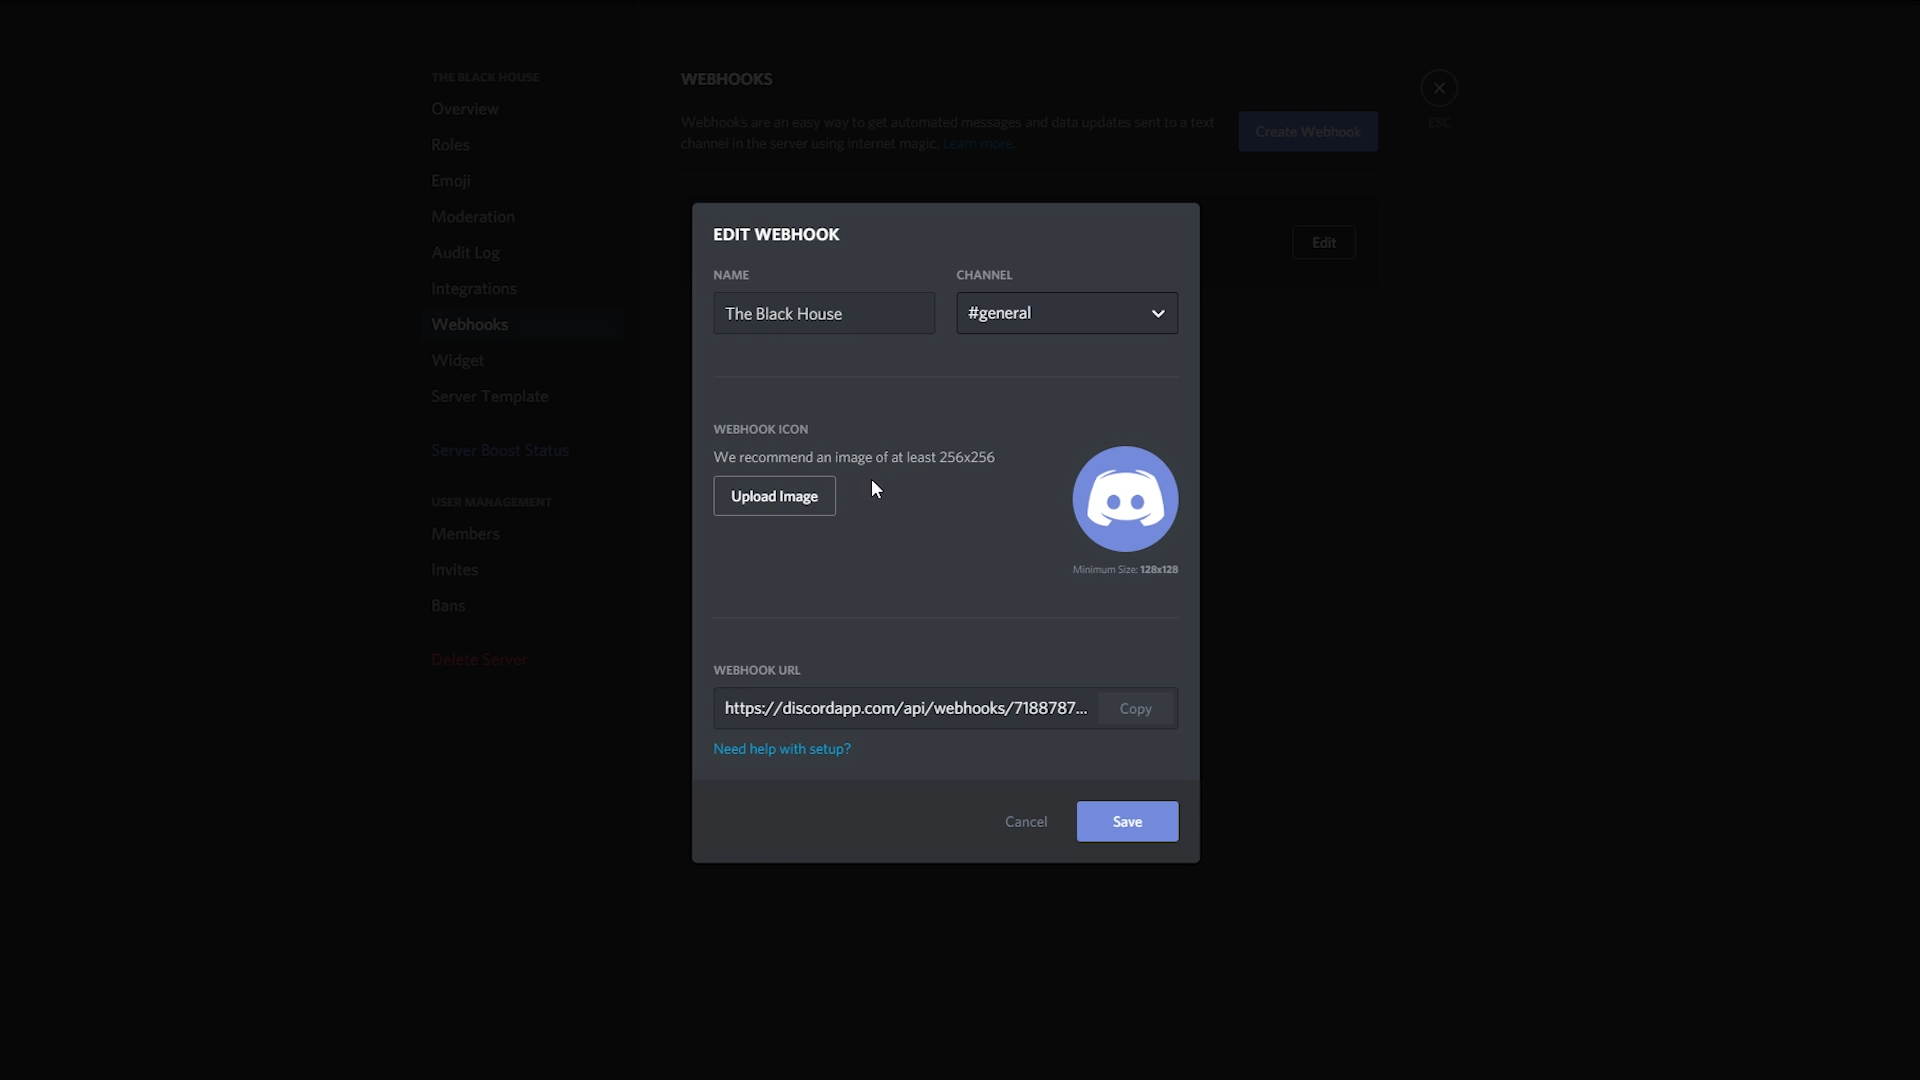 THE BLACK HOUSE
Overview
Roles
Emoji
Moderation
Audit Log
Integrations
Webhooks
Widget
Server Template
Server Boost Status
USER MANAGEMENT
Members
Invites
Bans
Delete Server
WEBHOOKS
Webhooks are an easy way to get automated messages and data updates sent to a text
channel in the server using internet magic. Learn more.
Create Webhook
ESC
Edit
EDIT WEBHOOK
NAME
The Black House
CHANNEL
#general
WEBHOOK ICON
We recommend an image of at least 256x256
Upload Image
Minimum Size: 128x128
WEBHOOK URL
https://discordapp.com/api/webhooks/7188787...
Copy
Need help with setup?
Cancel
Save